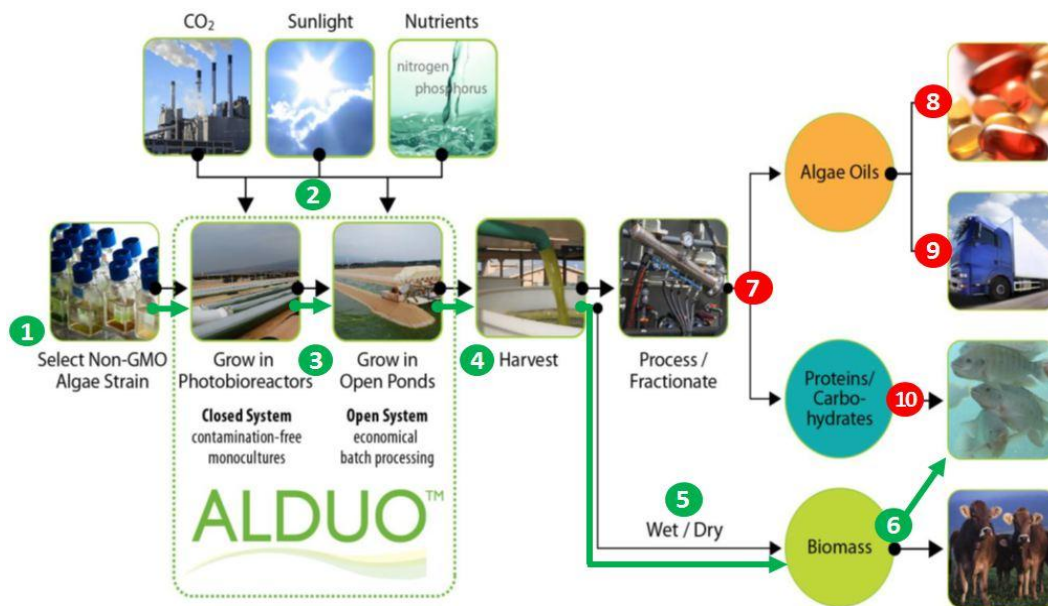 CO₂
Sunlight
Nutrients
nitrogen
phosphorus
2
8
Algae Oils
9
1
Select Non-GMO
Algae Strain
Grow in
Photobioreactors
3
Grow in
Open Ponds
4
Harvest
Process /
Fractionate
7
Closed System
contamination-free
monocultures
Open System
economical
batch processing
ALDUO™
Proteins/
Carbo-
hydrates
10
5
Wet / Dry
Biomass
6